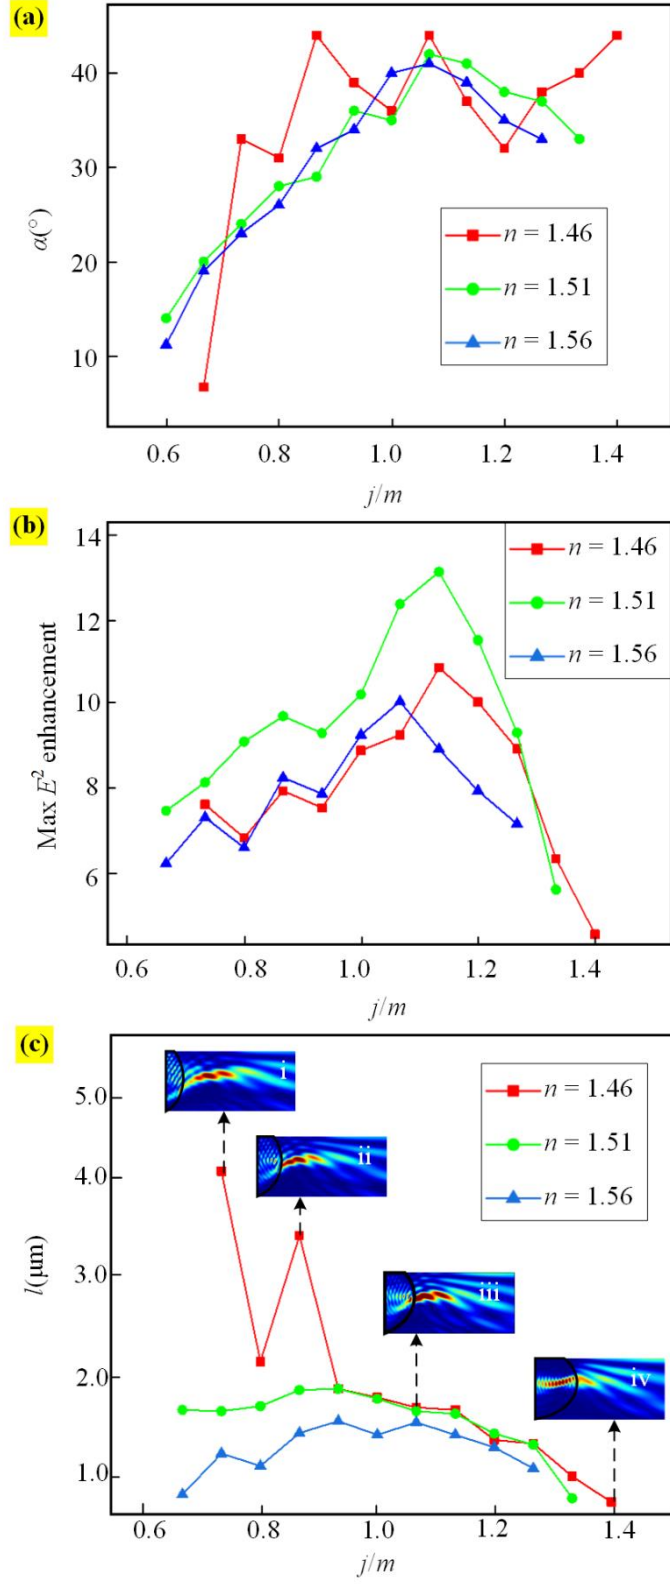 (a)
40
30
20
10
α(°)
n = 1.46
n = 1.51
n = 1.56
0.6 0.8 1.0 1.2 1.4
j/m
(b)
14
12
10
8
6
Max E² enhancement
n = 1.46
n = 1.51
n = 1.56
0.6 0.8 1.0 1.2 1.4
j/m
(c)
5.0
4.0
3.0
2.0
1.0
l(μm)
i
ii
iii
iv
n = 1.46
n = 1.51
n = 1.56
0.6 0.8 1.0 1.2 1.4
j/m